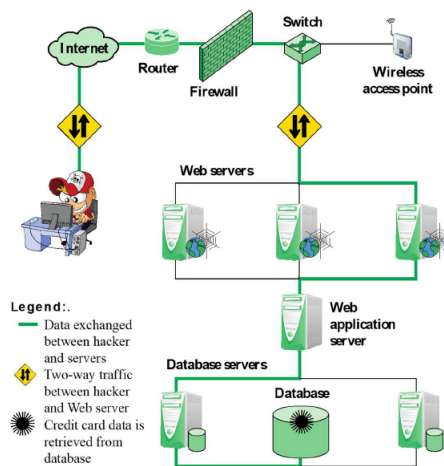 Switch
Internet
Router
Firewall
Wireless
access point
Web servers
Legend:.
Data exchanged
between hacker
and servers
Two-way traffic
between hacker
and Web server
Credit card data is
retrieved from
database
Web
application
server
Database servers
Database